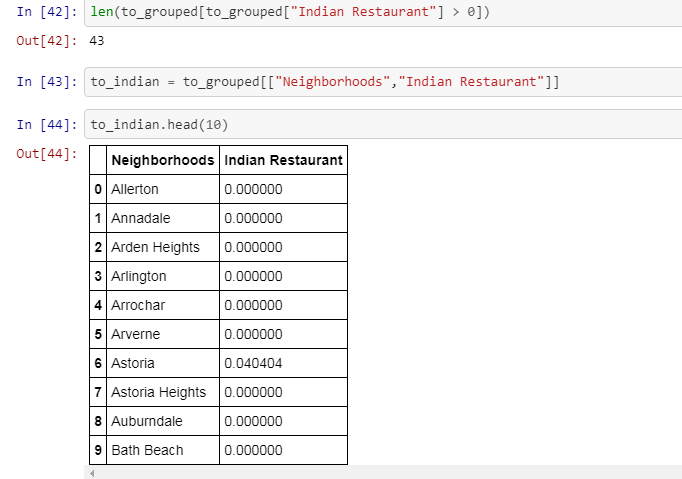 In [42]: len(to_grouped[to_grouped["Indian Restaurant"] > 0])
Out[42]: 43
In [43]: to_indian = to_grouped[["Neighborhoods","Indian Restaurant"]]
In [44]: to_indian.head(10)
Out[44]:
Neighborhoods Indian Restaurant
0 Allerton 0.000000
1 Annadale 0.000000
2 Arden Heights 0.000000
3 Arlington 0.000000
4 Arrochar 0.000000
5 Arverne 0.000000
6 Astoria 0.040404
7 Astoria Heights 0.000000
8 Auburndale 0.000000
9 Bath Beach 0.000000